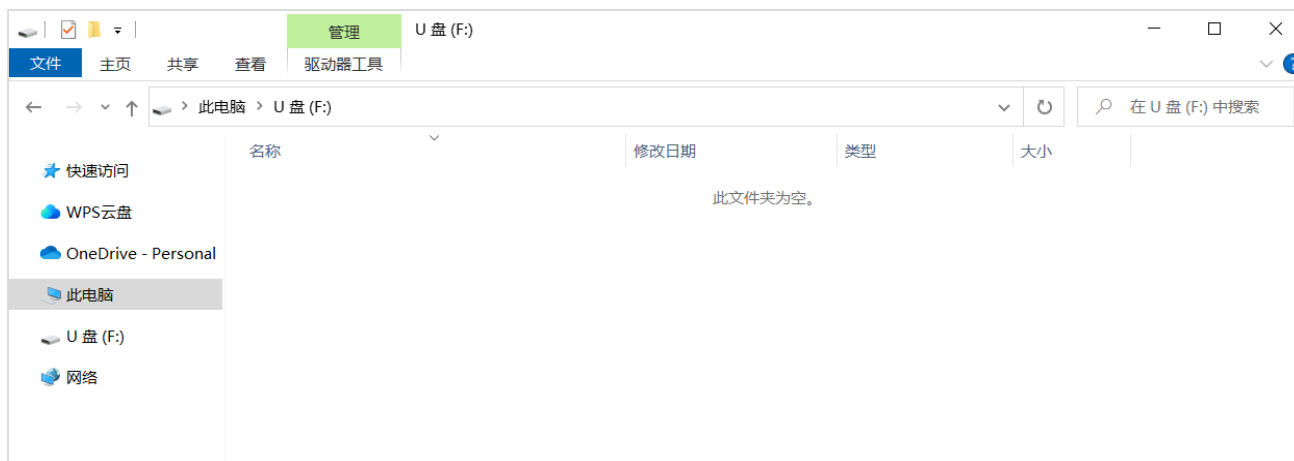 管理 U 盘 (F:)
文件 主页 共享 查看 驱动器工具
此电脑 U 盘 (F:) 在 U 盘 (F:) 中搜索
名称 修改日期 类型 大小
此文件夹为空。
快速访问
WPS云盘
OneDrive - Personal
此电脑
U 盘 (F:)
网络